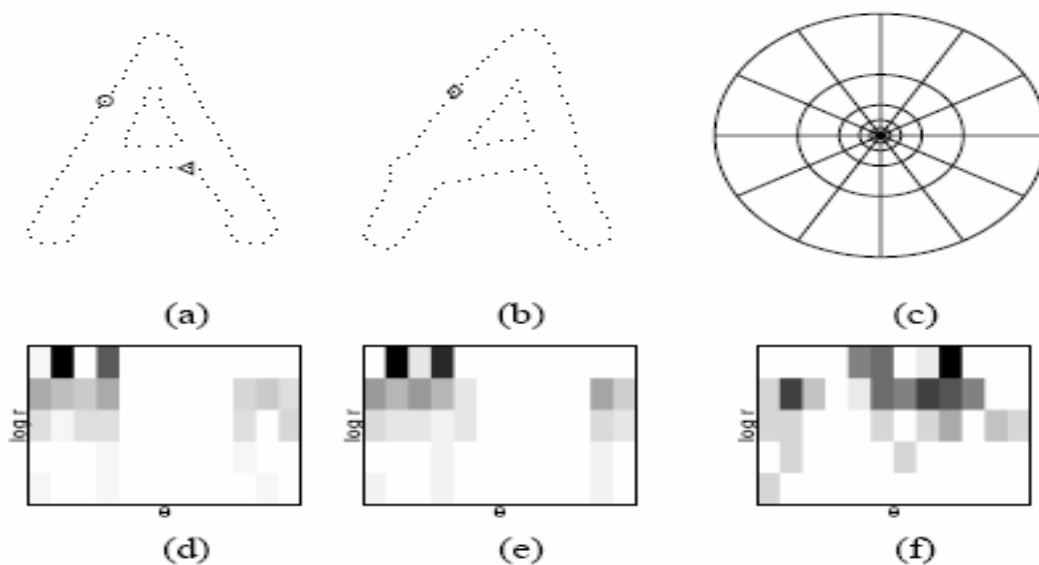 (a) (b) (c)
log r log r log r
θ θ θ
(d) (e) (f)